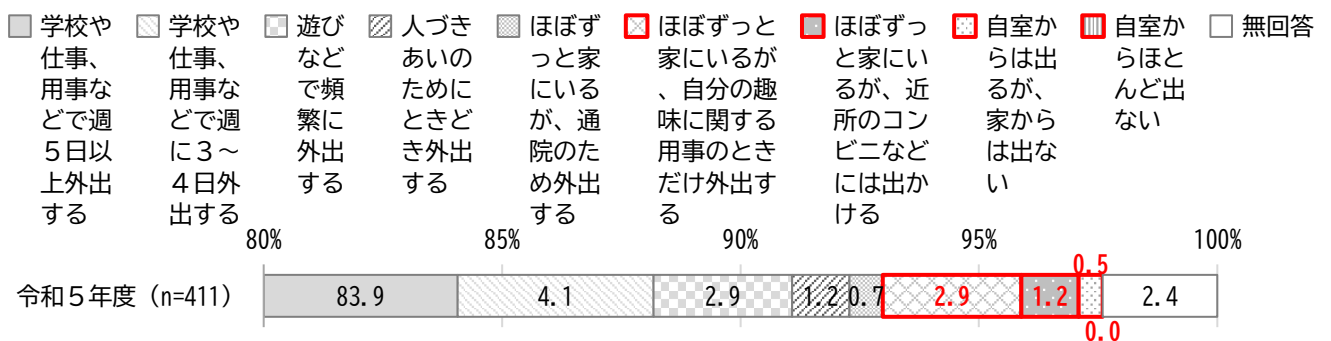 学校や
仕事、
用事な
どで週
５日以
上外出
する
学校や
仕事、
用事な
どで週
に３～
４日外
出する
遊び
など
で頻
繁に
外出
する
人づき
あいの
ために
ときど
き外出
する
ほぼず
っと家
にいる
が、通
院のた
め外出
する
ほぼずっと
家にいるが
、自分の趣
味に関する
用事のとき
だけ外出す
る
ほぼずっ
と家にい
るが、近
所のコン
ビニなど
には出か
ける
自室か
らは出
るが、
家から
は出な
い
自室か
らほと
んど出
ない
無回答
80% 85% 90% 95% 100%
令和５年度（n=411） 83.9 4.1 2.9 1.2 0.7 2.9 1.2 0.5 0.0 2.4